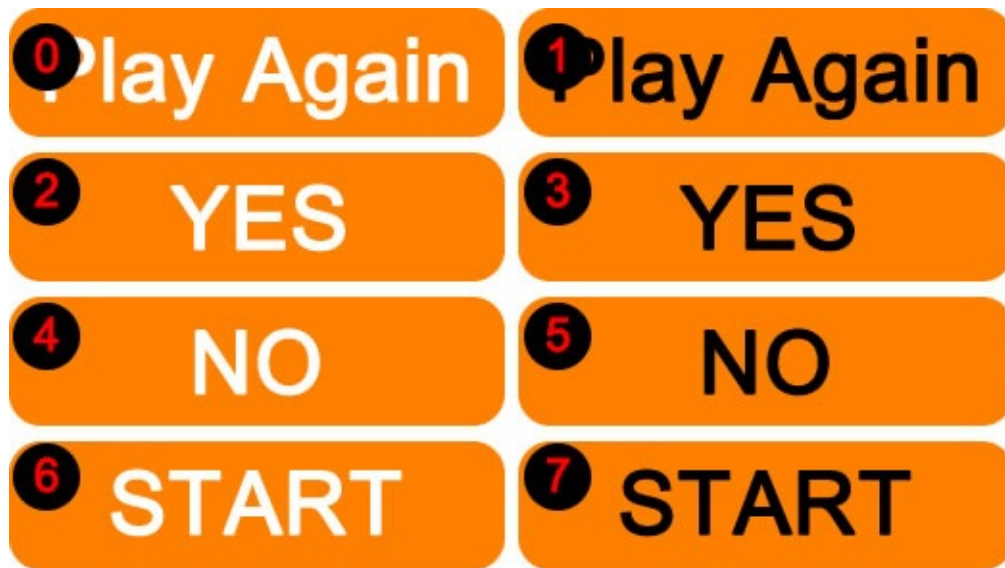 0 Play Again
1 Play Again
2 YES
3 YES
4 NO
5 NO
6 START
7 START